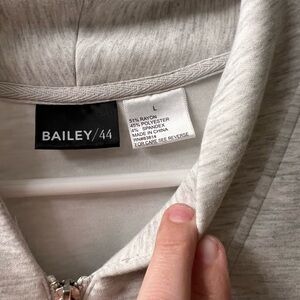 BAILEY/44
L
51% RAYON
45% POLYESTER
4% SPANDEX
MADE IN CHINA
FOR CARE SEE REVERSE